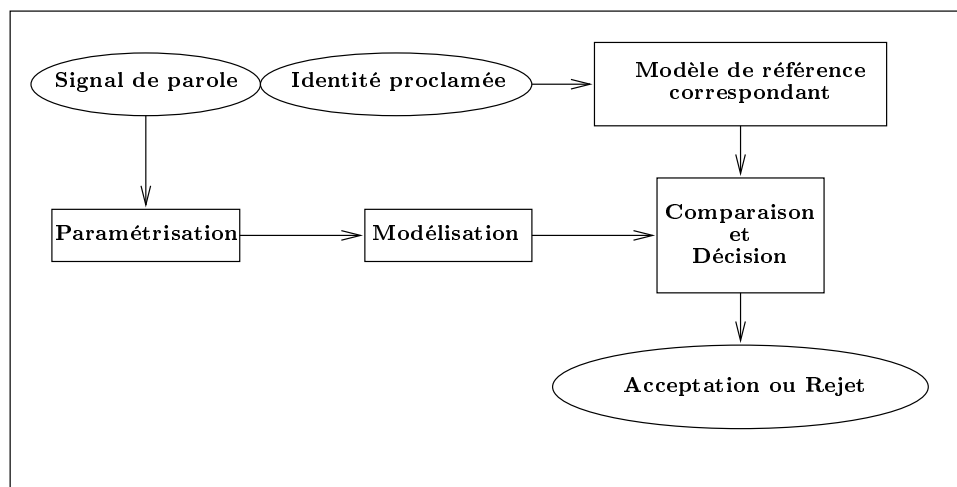 Signal de parole
Identité proclamée
Modèle de référence
correspondant
Paramétrisation
Modélisation
Comparaison
et
Décision
Acceptation ou Rejet